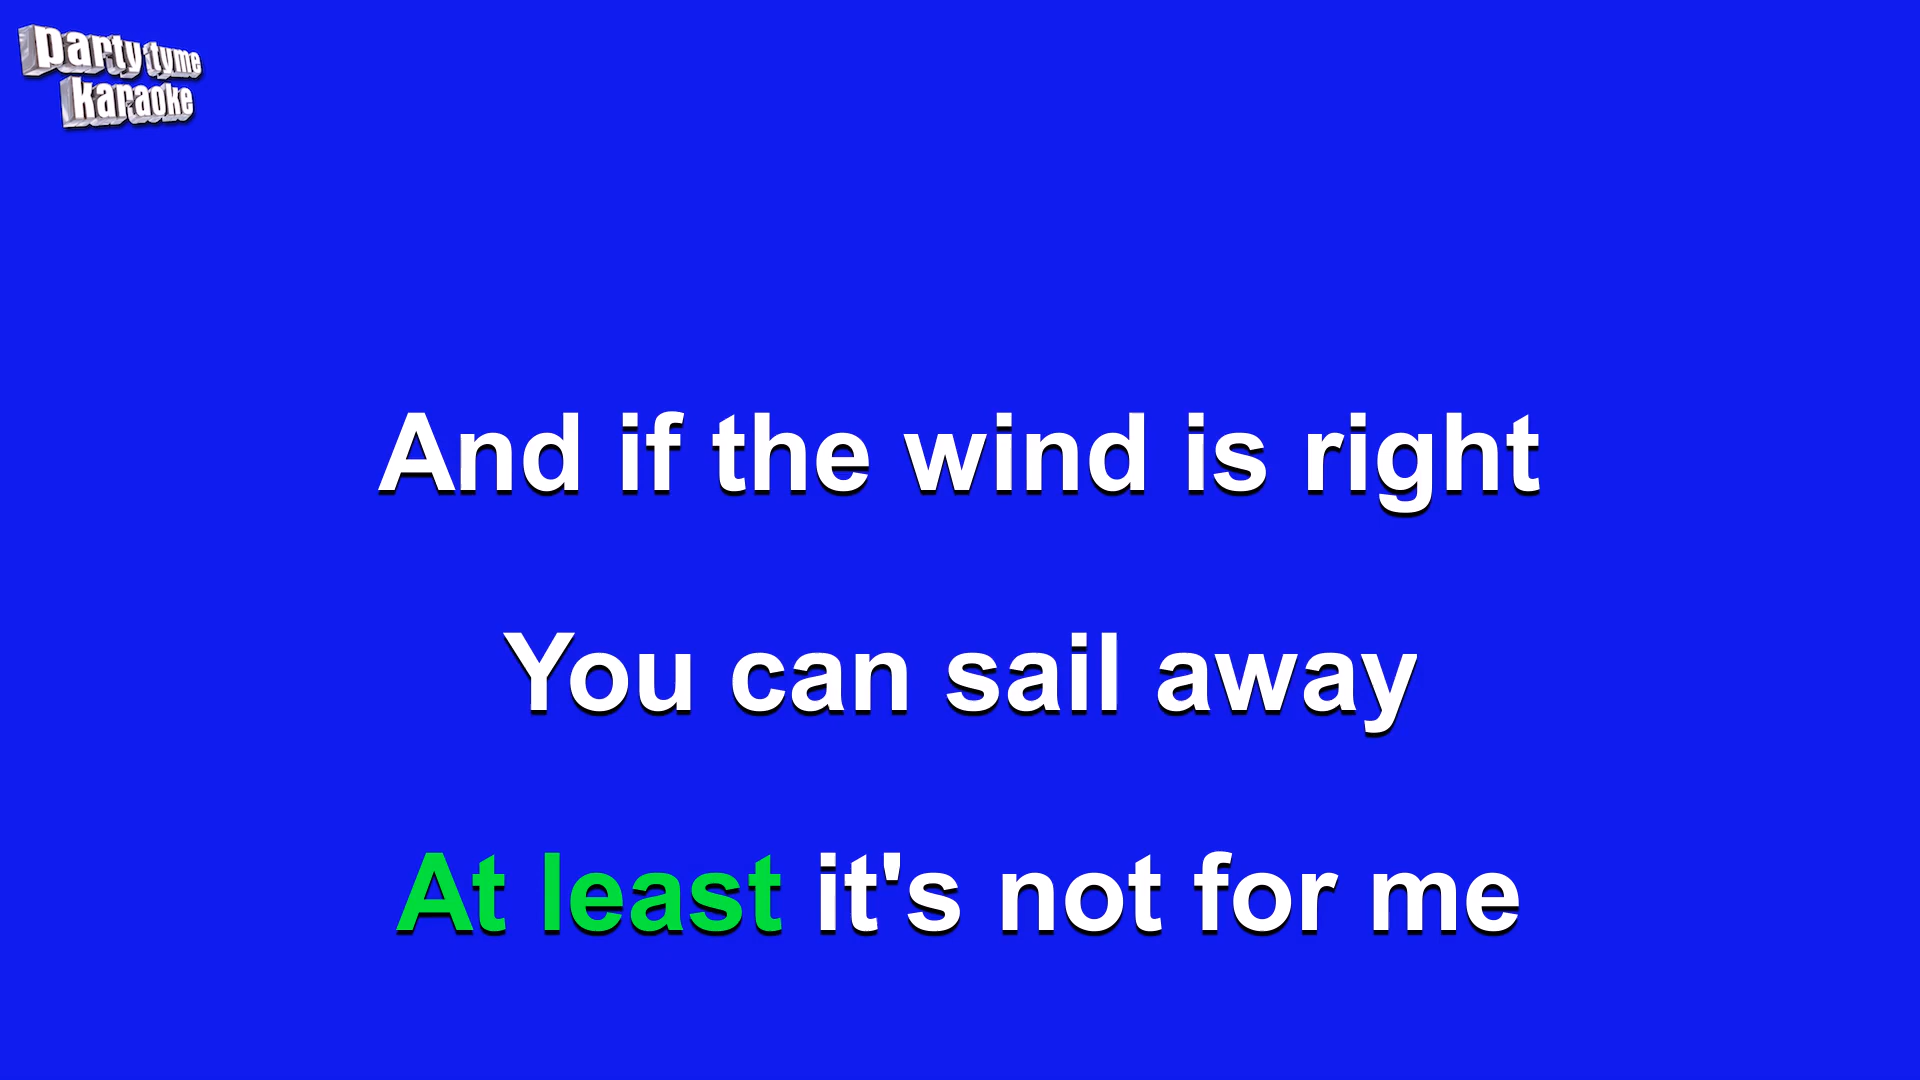 party tyme
karaoke
And if the wind is right
You can sail away
At least it's not for me